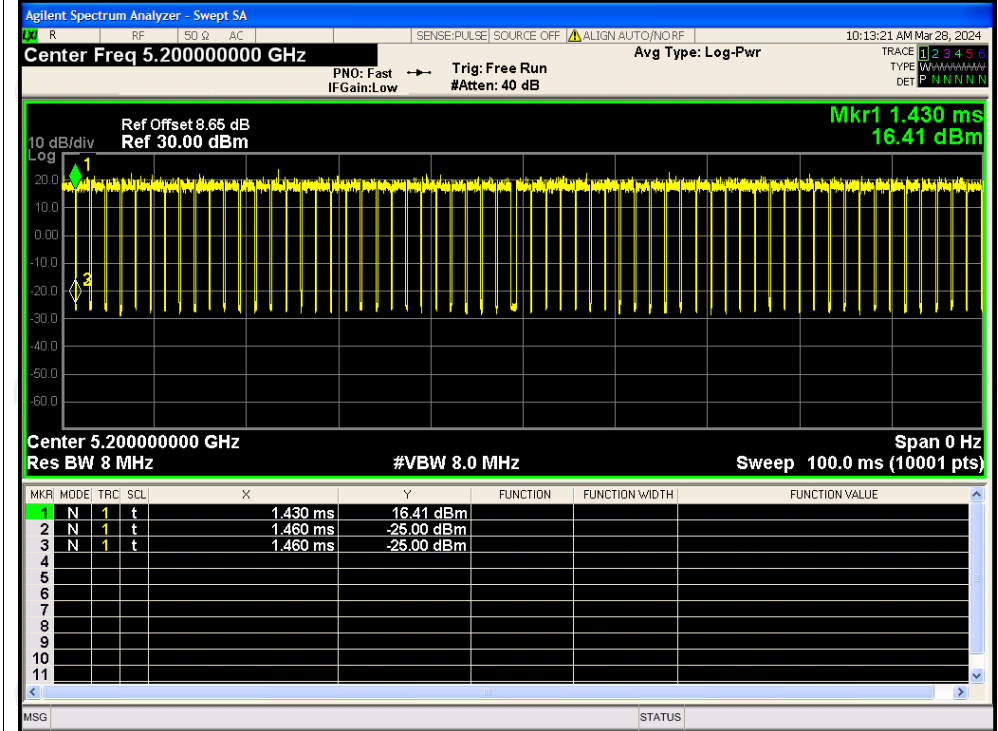 Agilent Spectrum Analyzer - Swept SA
LXI R RF 50 Ω AC SENSE:PULSE SOURCE OFF ALIGN AUTO/NO RF 10:13:21 AM Mar 28, 2024
Center Freq 5.200000000 GHz Avg Type: Log-Pwr TRACE 1 2 3 4 5 6
PNO: Fast Trig: Free Run TYPE WWWWWW
IFGain:Low #Atten: 40 dB DET P N N N N N
Mkr1 1.430 ms
Ref Offset 8.65 dB
10 dB/div Ref 30.00 dBm 16.41 dBm
Log
1
20.0
10.0
0.00
-10.0
3
-20.0
-30.0
-40.0
-50.0
-60.0
Center 5.200000000 GHz Span 0 Hz
Res BW 8 MHz #VBW 8.0 MHz Sweep 100.0 ms (10001 pts)
MKR MODE TRC SCL X Y FUNCTION FUNCTION WIDTH FUNCTION VALUE
1 N 1 t 1.430 ms 16.41 dBm
2 N 1 t 1.460 ms -25.00 dBm
3 N 1 t 1.460 ms -25.00 dBm
4
5
6
7
8
9
10
11
MSG STATUS